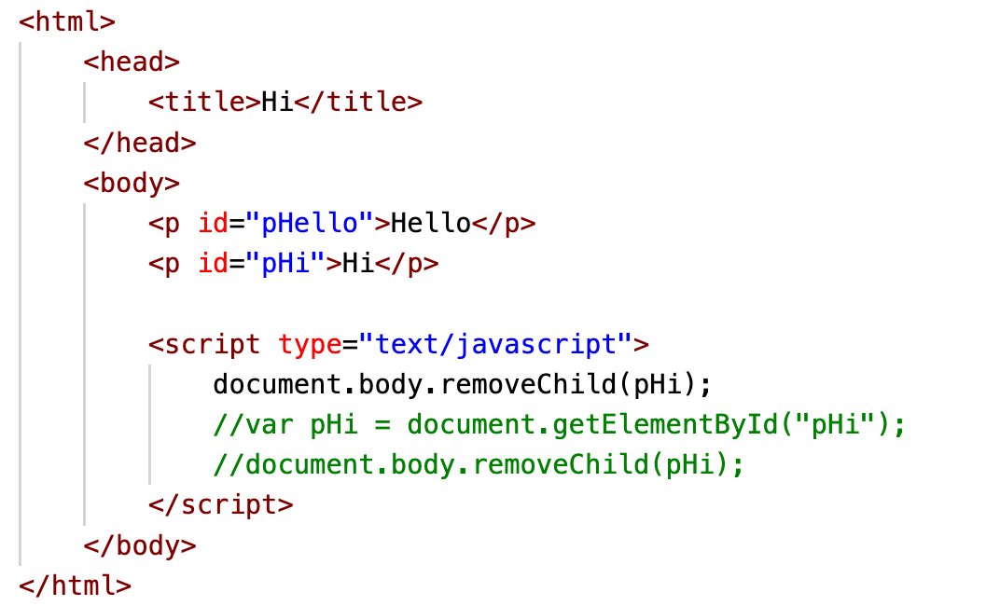 <html>
<head>
<title>Hi</title>
</head>
<body>
<p id="pHello">Hello</p>
<p id="pHi">Hi</p>
<script type="text/javascript">
document.body.removeChild(pHi);
//var pHi = document.getElementById("pHi");
//document.body.removeChild(pHi);
</script>
</body>
</html>